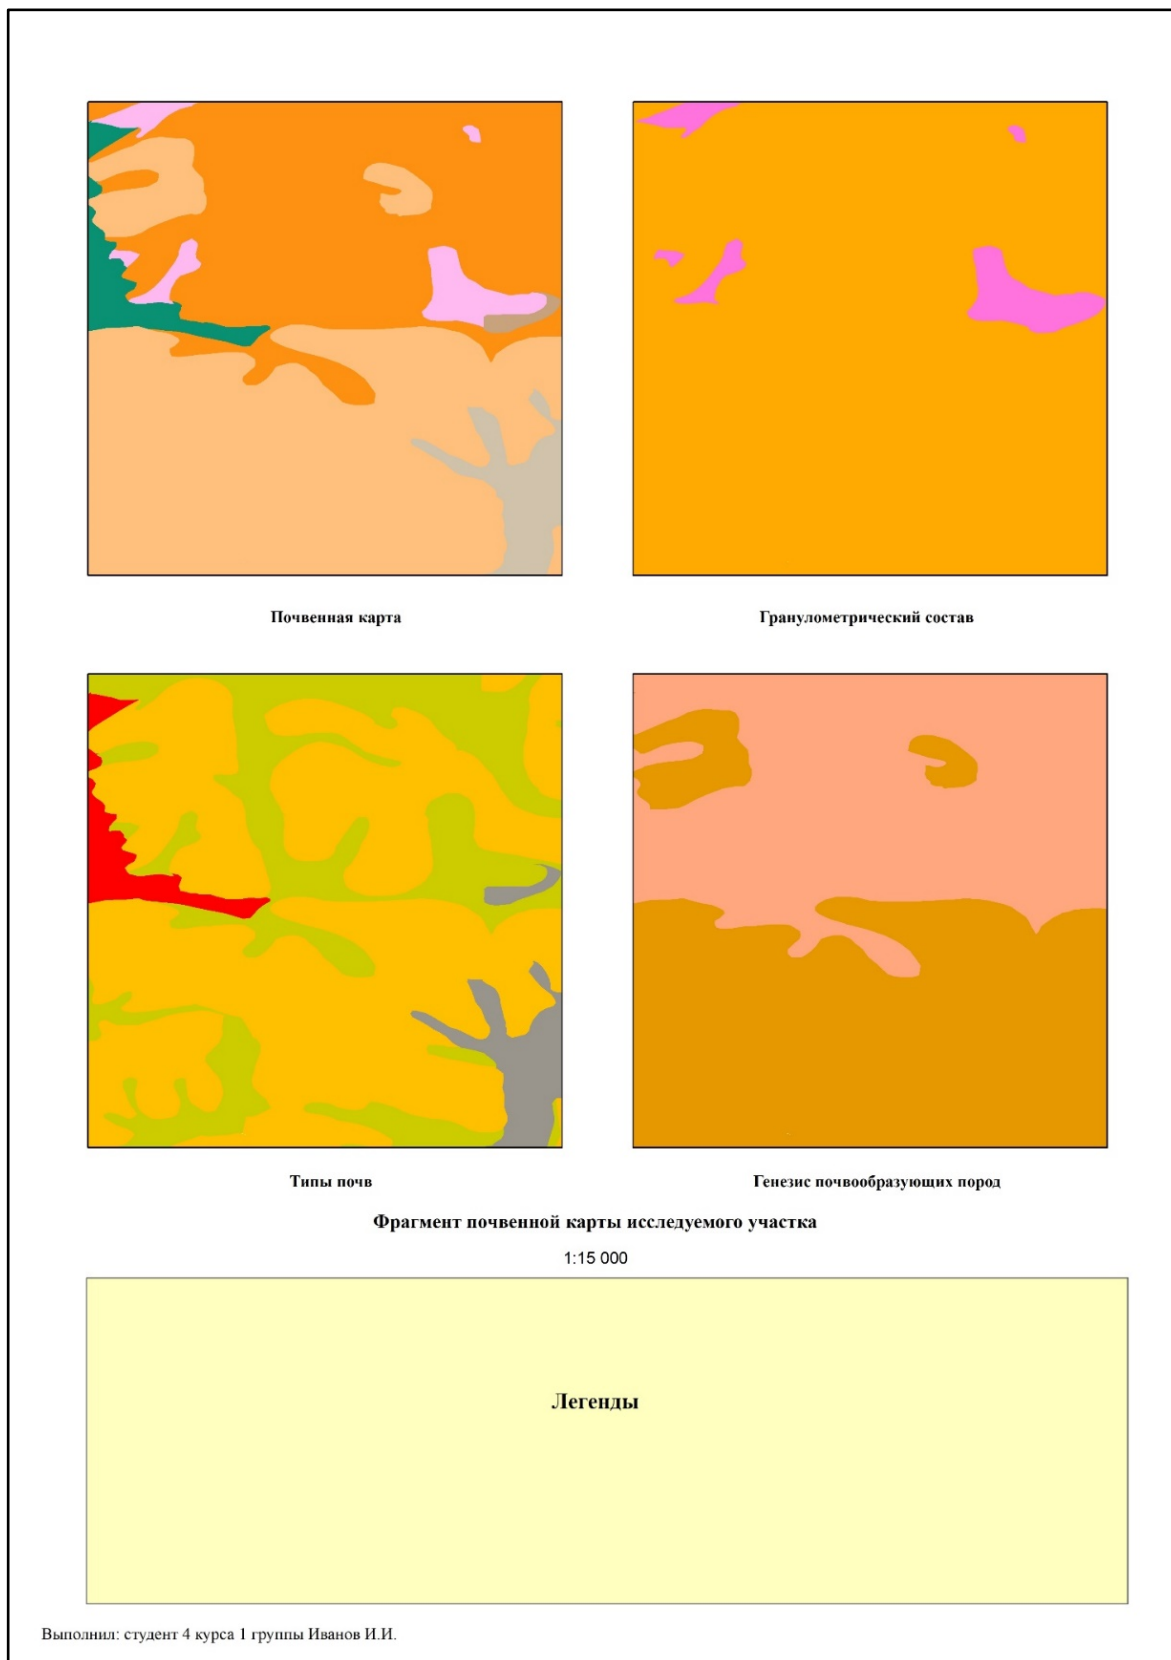 Почвенная карта
Гранулометрический состав
Типы почв
Генезис почвообразующих пород
Фрагмент почвенной карты исследуемого участка
1:15 000
Легенды
Выполнил: студент 4 курса 1 группы Иванов И.И.